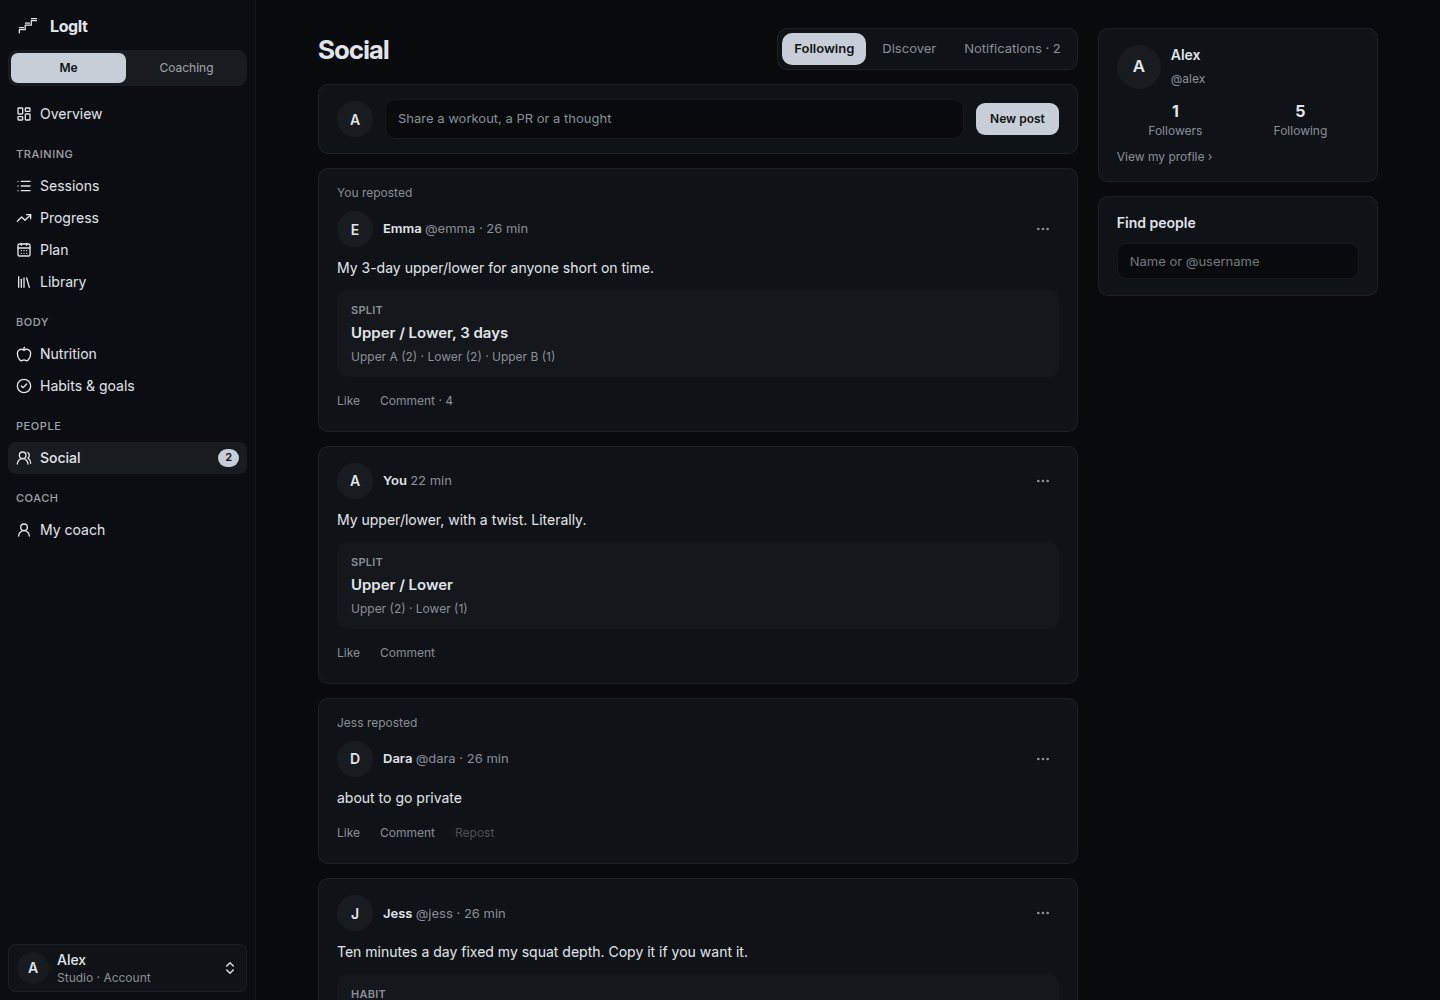 LogIt
Me
Coaching
Overview
TRAINING
Sessions
Progress
Plan
Library
BODY
Nutrition
Habits & goals
PEOPLE
Social
2
COACH
My coach
A
Alex
Studio · Account
Social
Following
Discover
Notifications · 2
A
Share a workout, a PR or a thought
New post
You reposted
E
Emma @emma · 26 min
My 3-day upper/lower for anyone short on time.
SPLIT
Upper / Lower, 3 days
Upper A (2) · Lower (2) · Upper B (1)
Like
Comment · 4
A
You 22 min
My upper/lower, with a twist. Literally.
SPLIT
Upper / Lower
Upper (2) · Lower (1)
Like
Comment
Jess reposted
D
Dara @dara · 26 min
about to go private
Like
Comment
Repost
J
Jess @jess · 26 min
Ten minutes a day fixed my squat depth. Copy it if you want it.
HABIT
A
Alex
@alex
1
Followers
5
Following
View my profile ›
Find people
Name or @username